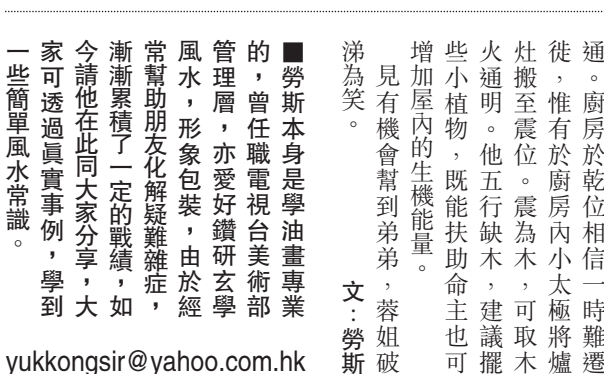 通。廚房於乾位相信一時難遷
徙，惟有於廚房內小太極將爐
灶搬至震位。震為木，可取木
火通明。他五行缺木，建議擺
些小植物，既能扶助命主也可
增加屋內的生機能量。
見有機會幫到弟弟，蓉姐破
涕為笑。
文：勞斯
■勞斯本身是學油畫專業
的，曾任職電視台美術部
管理層，亦愛好鑽研玄學
風水，形象包裝，由於經
常幫助朋友化解疑難雜症，
漸漸累積了一定的戰績，如
今請他在此同大家分享，大
家可透過真實事例，學到
一些簡單風水常識。
yukkongsir@yahoo.com.hk